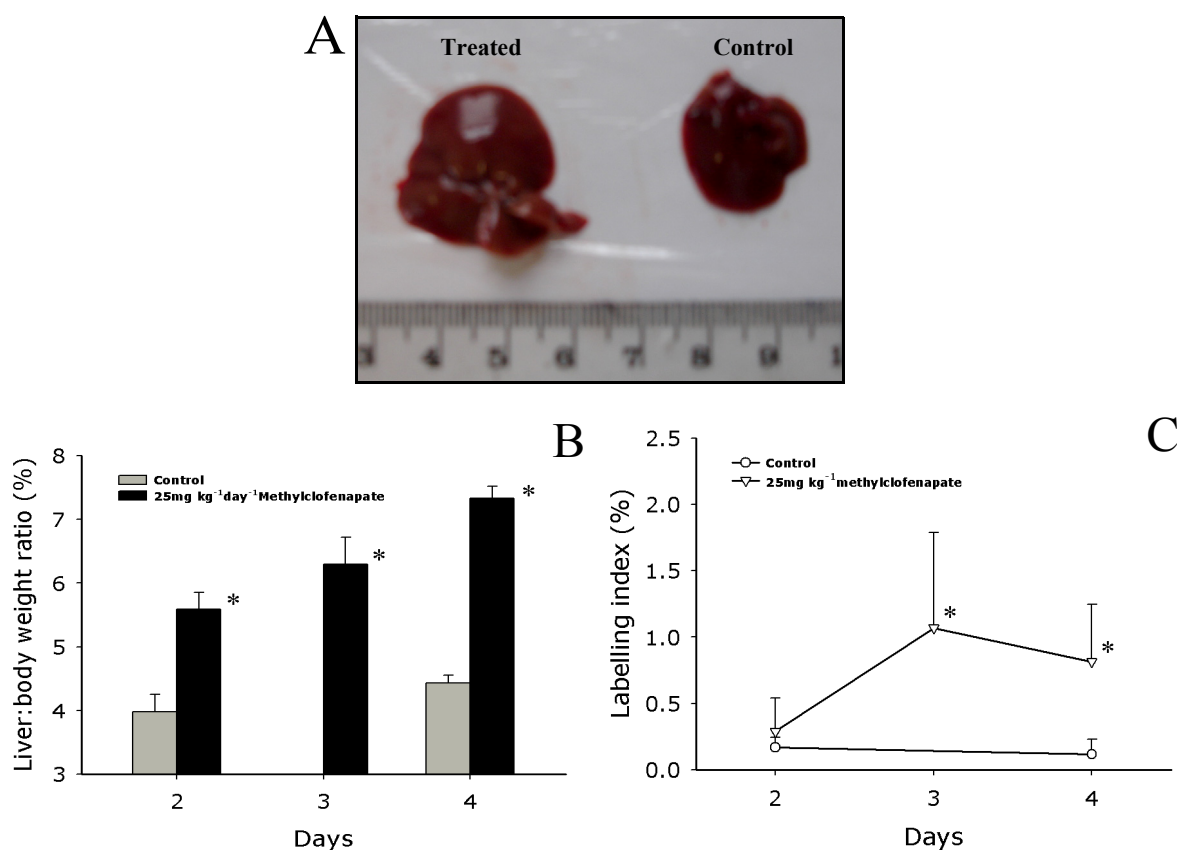 A
Treated Control
3 4 5 6 7 8 9 1
B
Liver:body weight ratio (%)
8
7
6
5
4
3
Control
25mg kg⁻¹day⁻¹Methylclofenapate
*
*
*
2 3 4
Days
C
Labelling index (%)
2.5
2.0
1.5
1.0
0.5
0.0
Control
25mg kg⁻¹methylclofenapate
*
*
2 3 4
Days